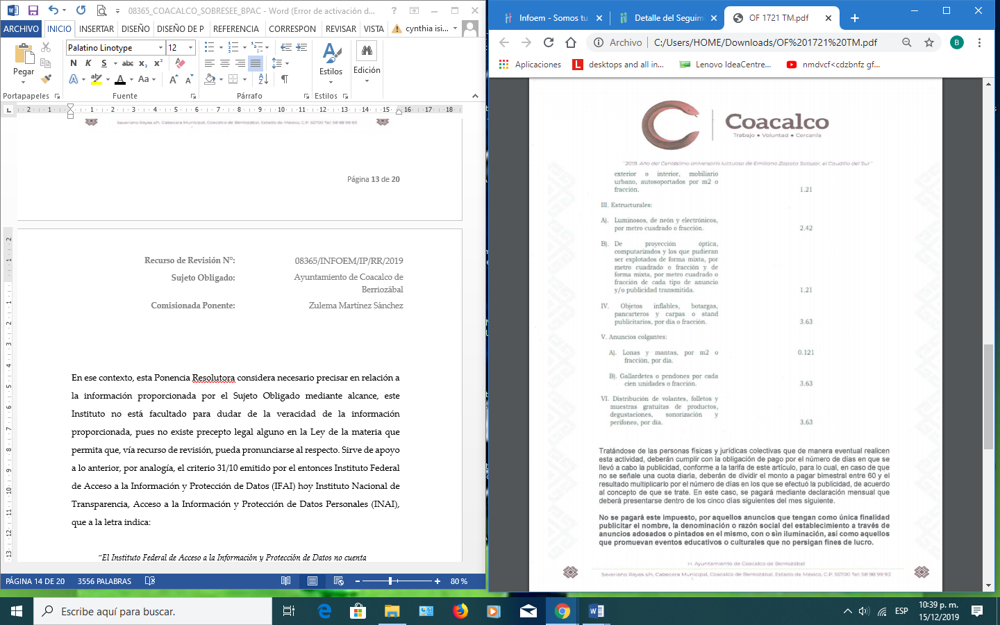 08365_COACALCO_SOBRESEE_BPAC - Word (Error de activación d...
ARCHIVO INICIO INSERTAR DISEÑO DISEÑO DE P REFERENCIA CORRESPON REVISAR VISTA cynthia isi...
Pegar
Palatino Linotype 12
N K S abc x₂ x²
A A Aa A A
Estilos
Edición
Portapapeles Fuente Párrafo Estilos
2 1 1 2 3 4 5 6 7 8 9 10 11 12 13 14 15 16 17 18
Severiano Reyes s/n, Cabecera Municipal, Coacalco de Berriozábal, Estado de México, C.P. 55700 Tel: 58 98 99 93
Página 13 de 20
Recurso de Revisión N°: 08365/INFOEM/IP/RR/2019
Sujeto Obligado: Ayuntamiento de Coacalco de
Berriozábal
Comisionada Ponente: Zulema Martínez Sánchez
En ese contexto, esta Ponencia Resolutora considera necesario precisar en relación a
la información proporcionada por el Sujeto Obligado mediante alcance, este
Instituto no está facultado para dudar de la veracidad de la información
proporcionada, pues no existe precepto legal alguno en la Ley de la materia que
permita que, vía recurso de revisión, pueda pronunciarse al respecto. Sirve de apoyo
a lo anterior, por analogía, el criterio 31/10 emitido por el entonces Instituto Federal
de Acceso a la Información y Protección de Datos (IFAI) hoy Instituto Nacional de
Transparencia, Acceso a la Información y Protección de Datos Personales (INAI),
que a la letra indica:
“El Instituto Federal de Acceso a la Información y Protección de Datos no cuenta
PÁGINA 14 DE 20 3556 PALABRAS 80 %
Infoem - Somos tu
Detalle del Seguim
OF 1721 TM.pdf
Archivo C:/Users/HOME/Downloads/OF%201721%20TM.pdf B
Aplicaciones desktops and all in... Lenovo IdeaCentre... nmdvcf<cdzbnfz gf...
Coacalco
Trabajo • Voluntad • Cercanía
"2019. Año del Centésimo aniversario luctuoso de Emiliano Zapata Salazar, el Caudillo del Sur"
exterior o interior, mobiliario
urbano, autosoportados por m2 o
fracción. 1.21
III. Estructurales:
A). Luminosos, de neón y electrónicos,
por metro cuadrado o fracción. 2.42
B). De proyección óptica,
computarizados y los que pudieran
ser explotados de forma mixta, por
metro cuadrado o fracción y de
forma mixta, por metro cuadrado o
fracción de cada tipo de anuncio
y/o publicidad transmitida. 1.21
IV. Objetos inflables, botargas,
pancarteros y carpas o stand
publicitarios, por día o fracción. 3.63
V. Anuncios colgantes:
A). Lonas y mantas, por m2 o 0.121
fracción, por día.
B). Gallardetes o pendones por cada
cien unidades o fracción. 3.63
VI. Distribución de volantes, folletos y
muestras gratuitas de productos,
degustaciones, sonorización y
perifoneo, por día. 3.63
Tratándose de las personas físicas y jurídicas colectivas que de manera eventual realicen
esta actividad, deberán cumplir con la obligación de pago por el número de días en que se
llevó a cabo la publicidad, conforme a la tarifa de este artículo, para lo cual, en caso de que
no se señale una cuota diaria, deberán de dividir el monto a pagar bimestral entre 60 y el
resultado multiplicarlo por el número de días en los que se efectuó la publicidad, de acuerdo
al concepto de que se trate. En este caso, se pagará mediante declaración mensual que
deberá presentarse dentro de los cinco días siguientes del mes siguiente.
No se pagará este impuesto, por aquellos anuncios que tengan como única finalidad
publicitar el nombre, la denominación o razón social del establecimiento a través de
anuncios adosados o pintados en el mismo, con o sin iluminación, así como aquellos
que promuevan eventos educativos o culturales que no persigan fines de lucro.
H. Ayuntamiento de Coacalco de Berriozábal
Severiano Reyes s/n, Cabecera Municipal, Coacalco de Berriozábal, Estado de México, C.P. 55700 Tel: 58 98 99 93
Escribe aquí para buscar.
ESP
10:39 p. m.
15/12/2019